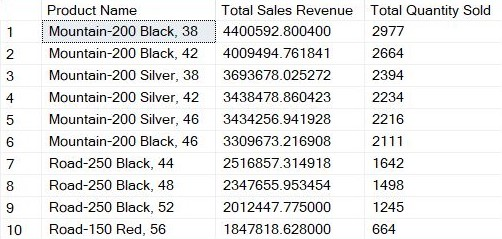 Product Name Total Sales Revenue Total Quantity Sold
1 Mountain-200 Black, 38 4400592.800400 2977
2 Mountain-200 Black, 42 4009494.761841 2664
3 Mountain-200 Silver, 38 3693678.025272 2394
4 Mountain-200 Silver, 42 3438478.860423 2234
5 Mountain-200 Silver, 46 3434256.941928 2216
6 Mountain-200 Black, 46 3309673.216908 2111
7 Road-250 Black, 44 2516857.314918 1642
8 Road-250 Black, 48 2347655.953454 1498
9 Road-250 Black, 52 2012447.775000 1245
10 Road-150 Red, 56 1847818.628000 664